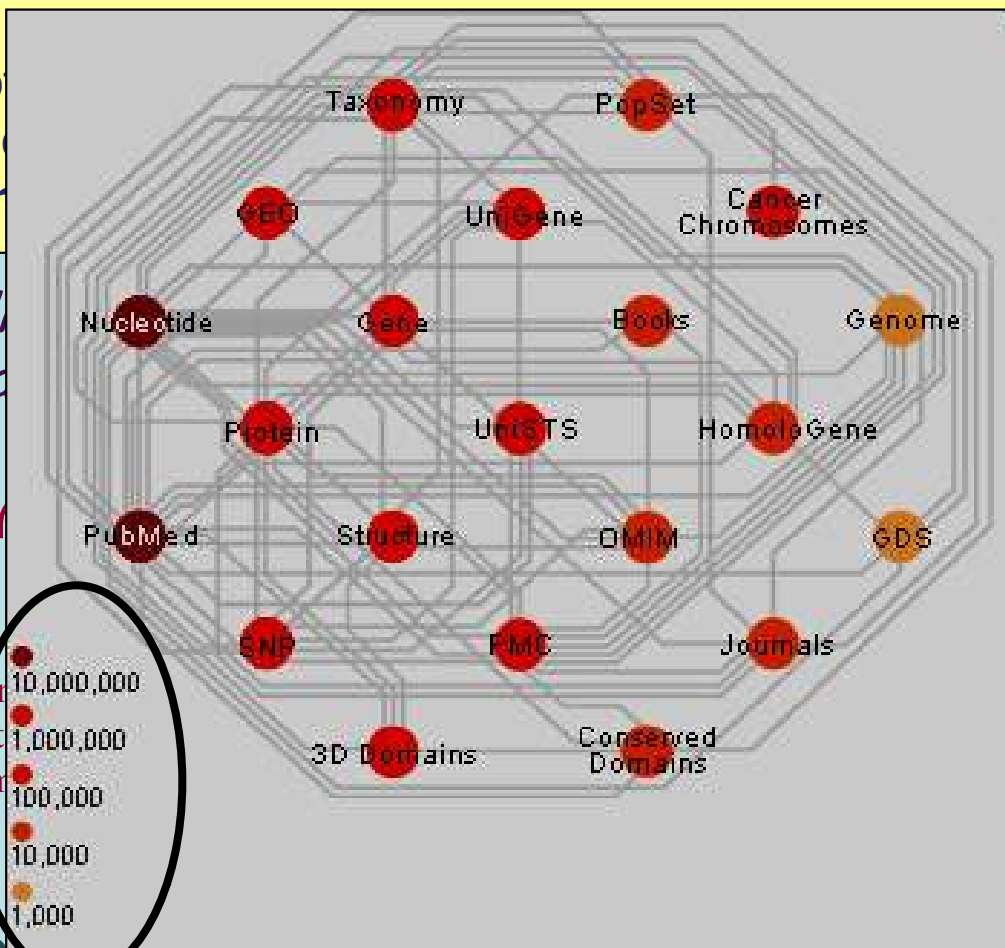 Taxonomy
PopSet
GEO
UniGene
Cancer
Chromosomes
Nucleotide
Gene
Books
Genome
Protein
UniSTS
HomoloGene
PubMed
Structure
OMIM
GDS
SNP
PMC
Journals
3D Domains
Conserved
Domains
10,000,000
1,000,000
100,000
10,000
1,000